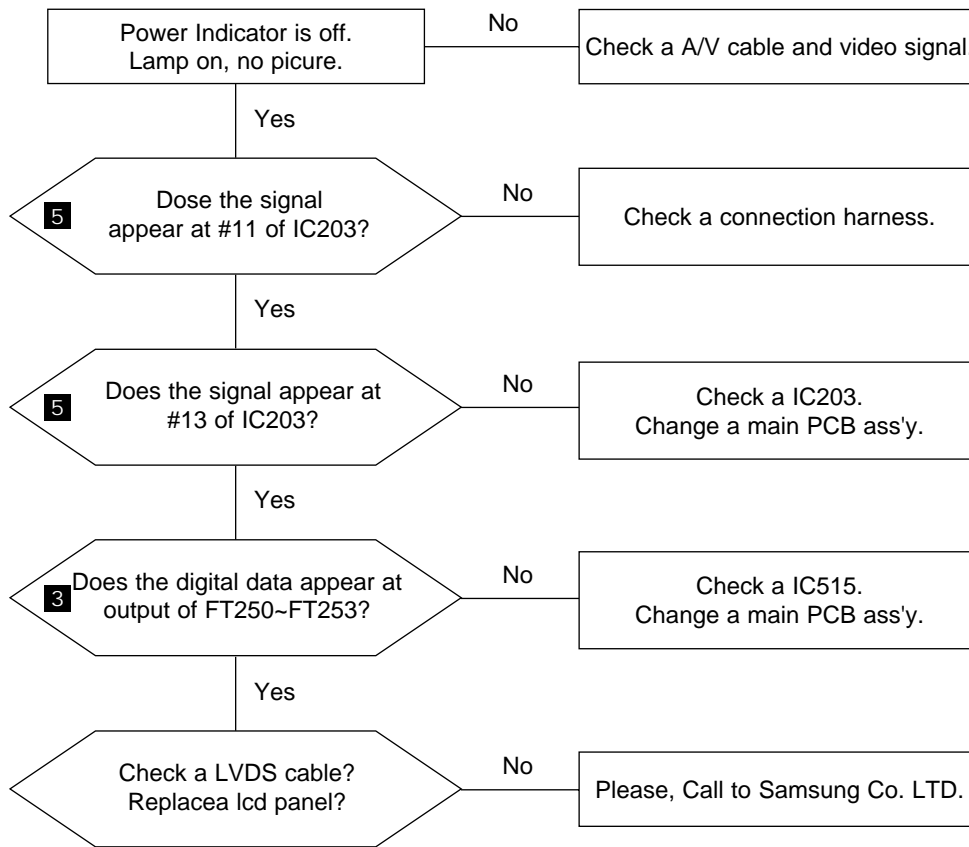 Power Indicator is off.
Lamp on, no picure.
No
Check a A/V cable and video signal.
Yes
5
Dose the signal
appear at #11 of IC203?
No
Check a connection harness.
Yes
5
Does the signal appear at
#13 of IC203?
No
Check a IC203.
Change a main PCB ass'y.
Yes
3
Does the digital data appear at
output of FT250~FT253?
No
Check a IC515.
Change a main PCB ass'y.
Yes
Check a LVDS cable?
Replacea lcd panel?
No
Please, Call to Samsung Co. LTD.